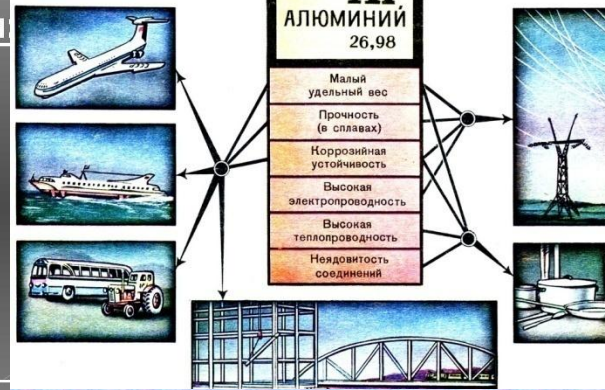 АЛЮМИНИЙ
26,98
Малый
удельный вес
Прочность
(в сплавах)
Коррозийная
устойчивость
Высокая
электропроводность
Высокая
теплопроводность
Неядовитость
соединений